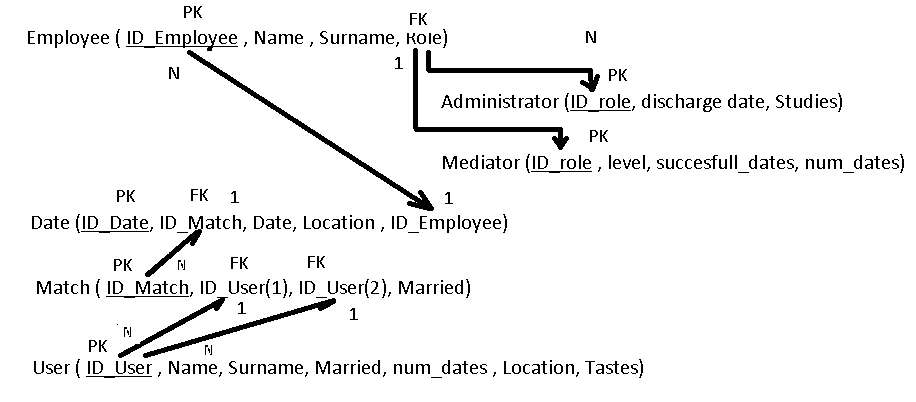 PK FK
Employee ( ID_Employee , Name , Surname, Role) N
N 1 PK
Administrator (ID_role, discharge date, Studies)
PK
Mediator (ID_role , level, succesfull_dates, num_dates)
PK FK 1 1
Date (ID_Date, ID_Match, Date, Location , ID_Employee)
PK N FK FK
Match ( ID_Match, ID_User(1), ID_User(2), Married)
1 1
PK N N
User ( ID_User , Name, Surname, Married, num_dates , Location, Tastes)